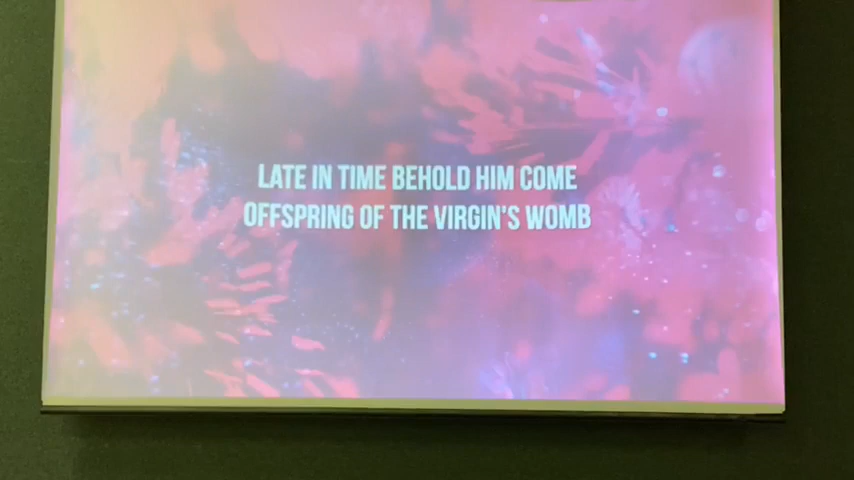 LATE IN TIME BEHOLD HIM COME
OFFSPRING OF THE VIRGIN'S WOMB